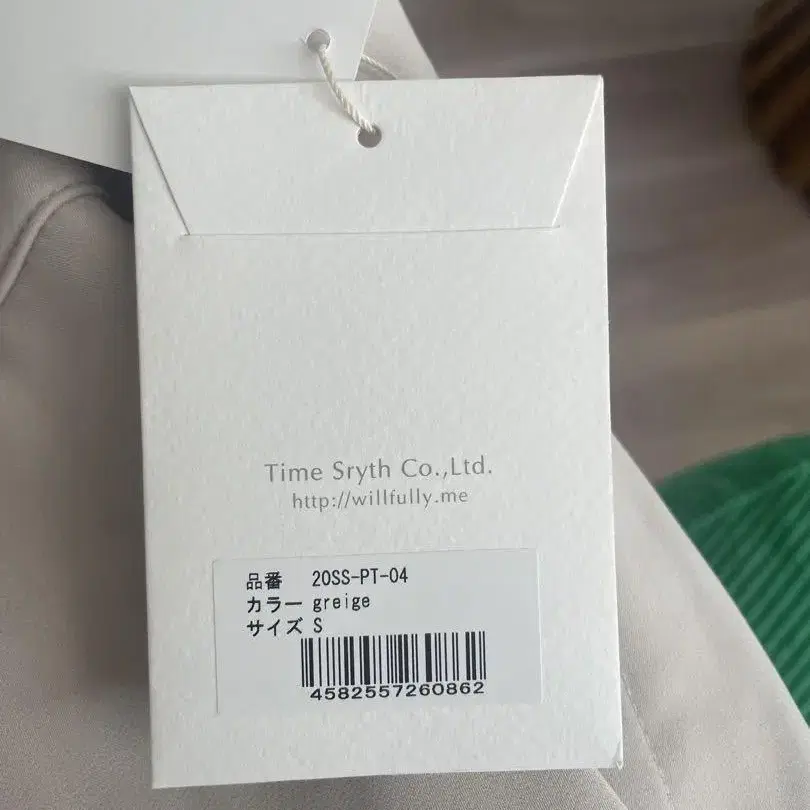 Time Sryth Co.,Ltd.
http://willfully.me
品番 20SS-PT-04
カラー greige
サイズ S
4582557260862